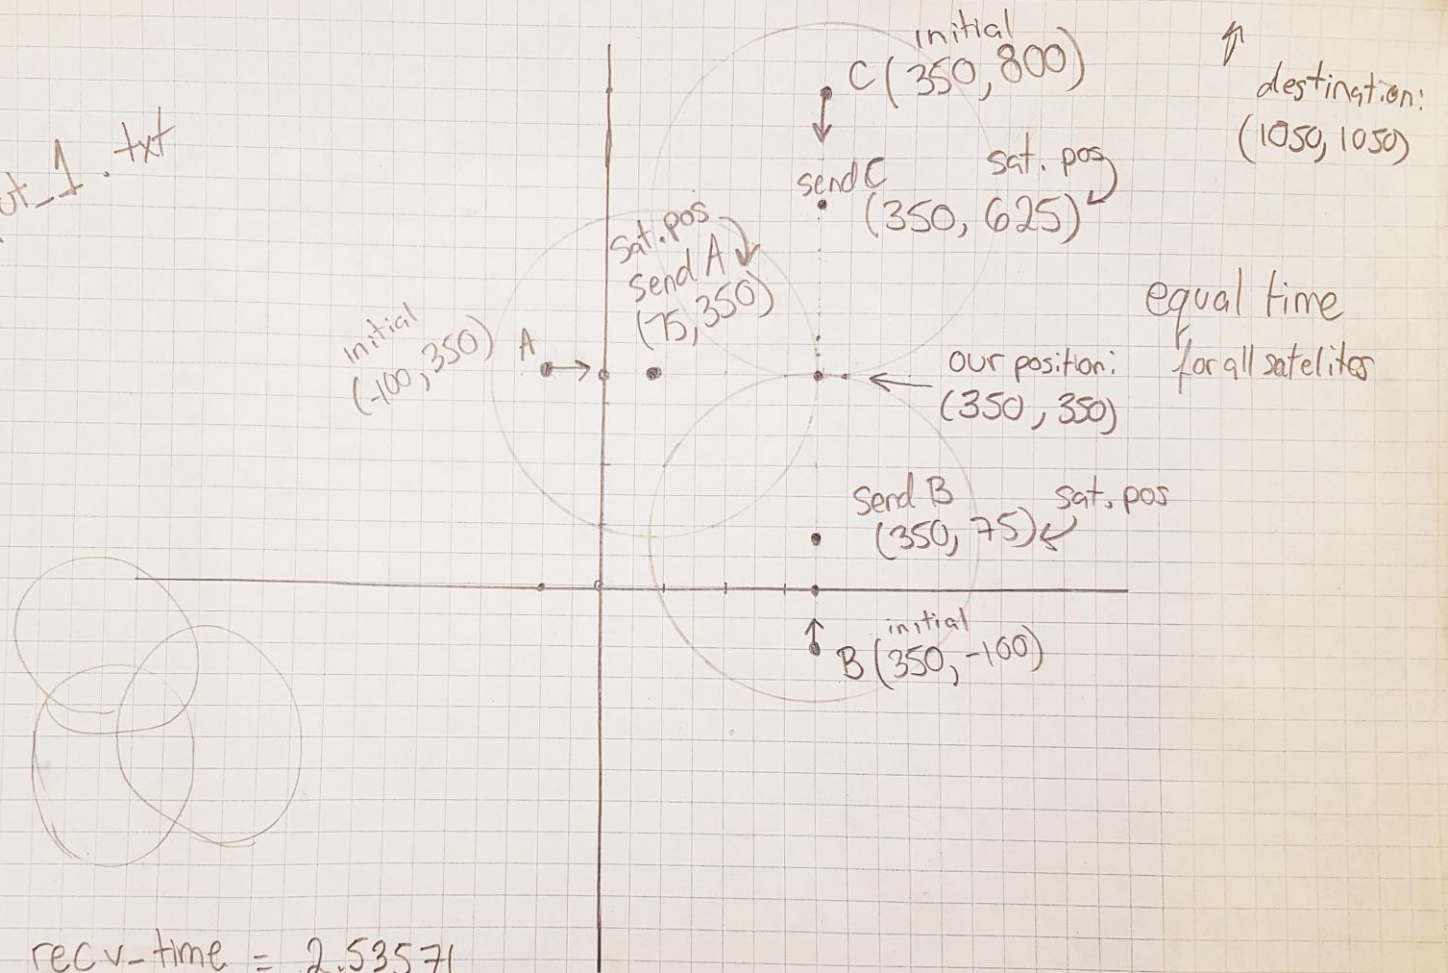 initial
C (350, 800)
destination:
(1050, 1050)
_1.txt
send C
sat. pos
(350, 625)
sat. pos
send A
(75, 350)
equal time
for all satelites
initial
(-100, 350)
A
our position:
(350, 350)
send B
sat. pos
(350, 75)
initial
B (350, -100)
recv_time = 2.53571